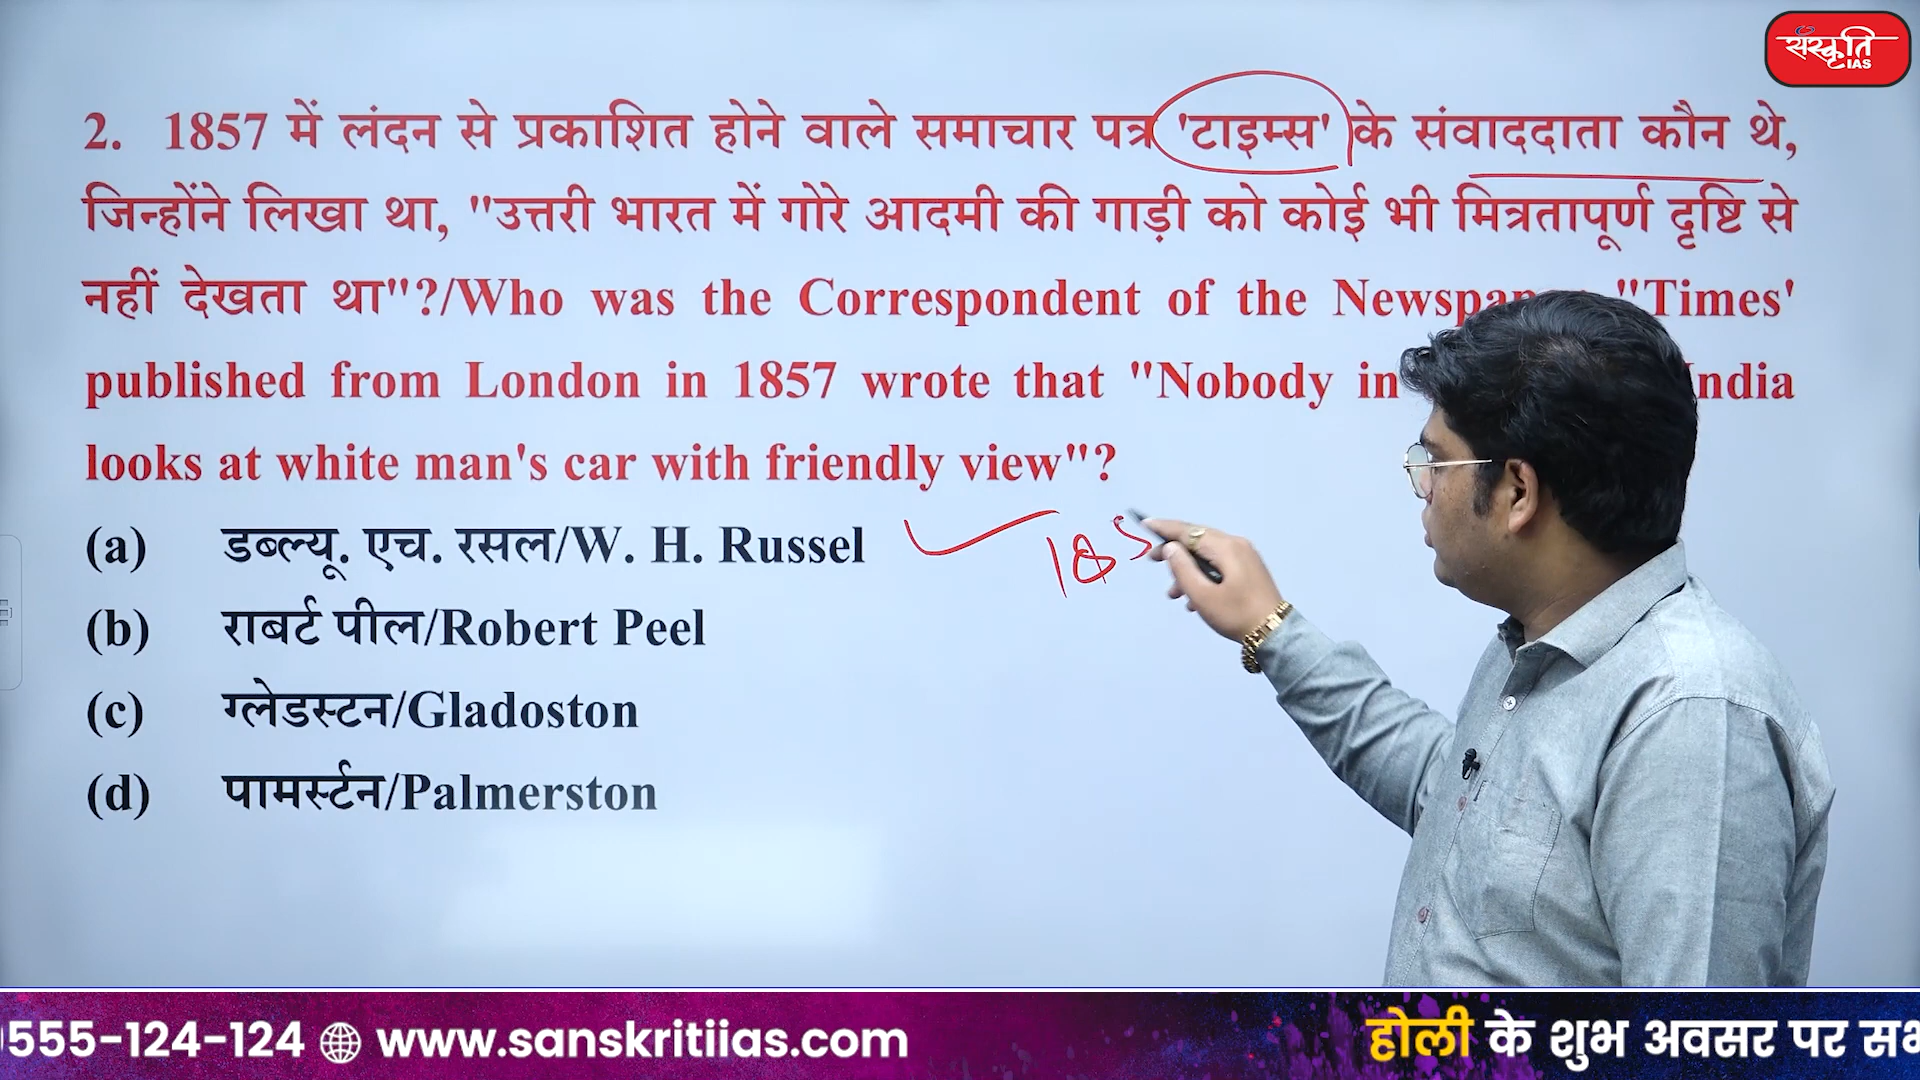 संस्कृति
IAS
2. 1857 में लंदन से प्रकाशित होने वाले समाचार पत्र 'टाइम्स' के संवाददाता कौन थे,
जिन्होंने लिखा था, "उत्तरी भारत में गोरे आदमी की गाड़ी को कोई भी मित्रतापूर्ण दृष्टि से
नहीं देखता था"?/Who was the Correspondent of the "Times'
published from London in 1857 wrote that "Nobody in India
looks at white man's car with friendly view"?
(a) डब्ल्यू. एच. रसल/W. H. Russel
185
(b) राबर्ट पील/Robert Peel
(c) ग्लेडस्टन/Gladoston
(d) पामर्स्टन/Palmerston
555-124-124 www.sanskritiias.com होली के शुभ अवसर पर